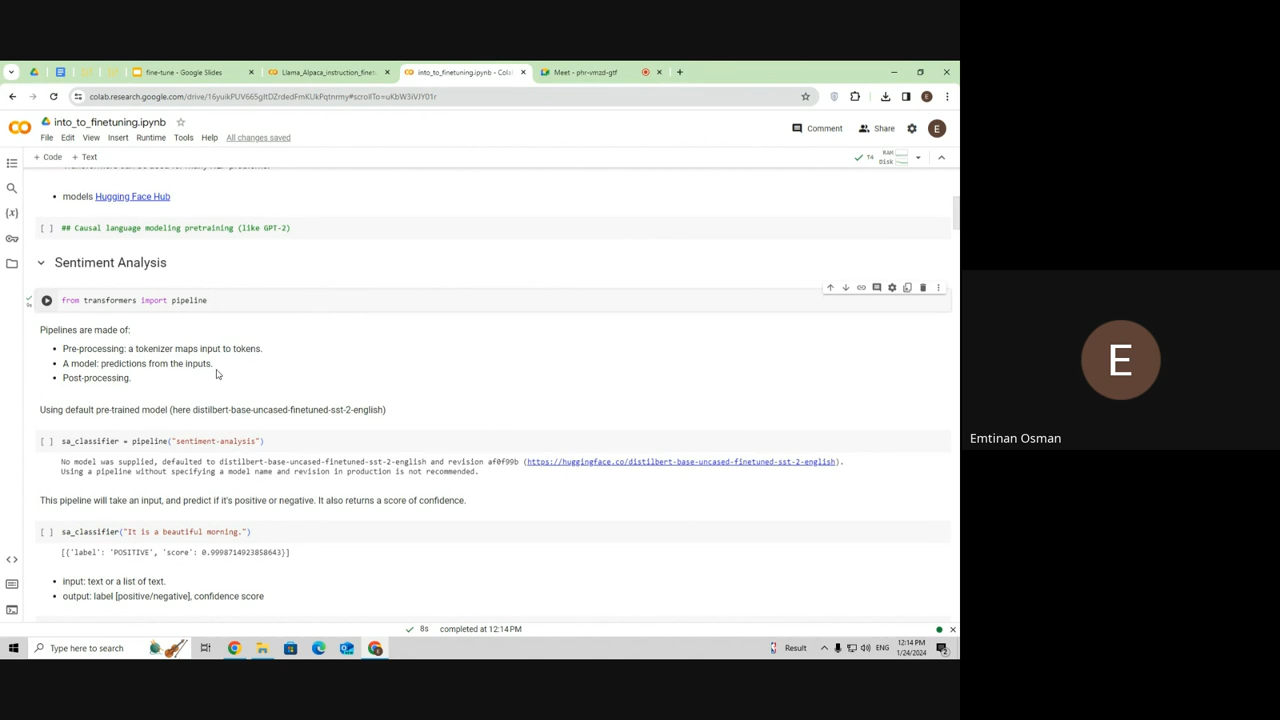 fine-tune - Google Slides
Llama_Alpaca_instruction_finet
into_to_finetuning.ipynb - Colab
Meet - phr-vmzd-gtf
colab.research.google.com/drive/16yuikPUV665gItDZrdedFmKUkPqtnrmy#scrollTo=uKbW3iVJY01r
E
into_to_finetuning.ipynb
File Edit View Insert Runtime Tools Help All changes saved
Comment Share
E
+ Code + Text
T4 RAM Disk
models Hugging Face Hub
[ ] ## Causal language modeling pretraining (like GPT-2)
Sentiment Analysis
from transformers import pipeline
Pipelines are made of:
Pre-processing: a tokenizer maps input to tokens.
A model: predictions from the inputs.
Post-processing.
Using default pre-trained model (here distilbert-base-uncased-finetuned-sst-2-english)
[ ] sa_classifier = pipeline("sentiment-analysis")
No model was supplied, defaulted to distilbert-base-uncased-finetuned-sst-2-english and revision af0f99b (https://huggingface.co/distilbert-base-uncased-finetuned-sst-2-english).
Using a pipeline without specifying a model name and revision in production is not recommended.
This pipeline will take an input, and predict if it's positive or negative. It also returns a score of confidence.
[ ] sa_classifier("It is a beautiful morning.")
[{'label': 'POSITIVE', 'score': 0.9998714923858643}]
input: text or a list of text.
output: label [positive/negative], confidence score
8s completed at 12:14 PM
Type here to search
Result
ENG
12:14 PM
1/24/2024
E
Emtinan Osman